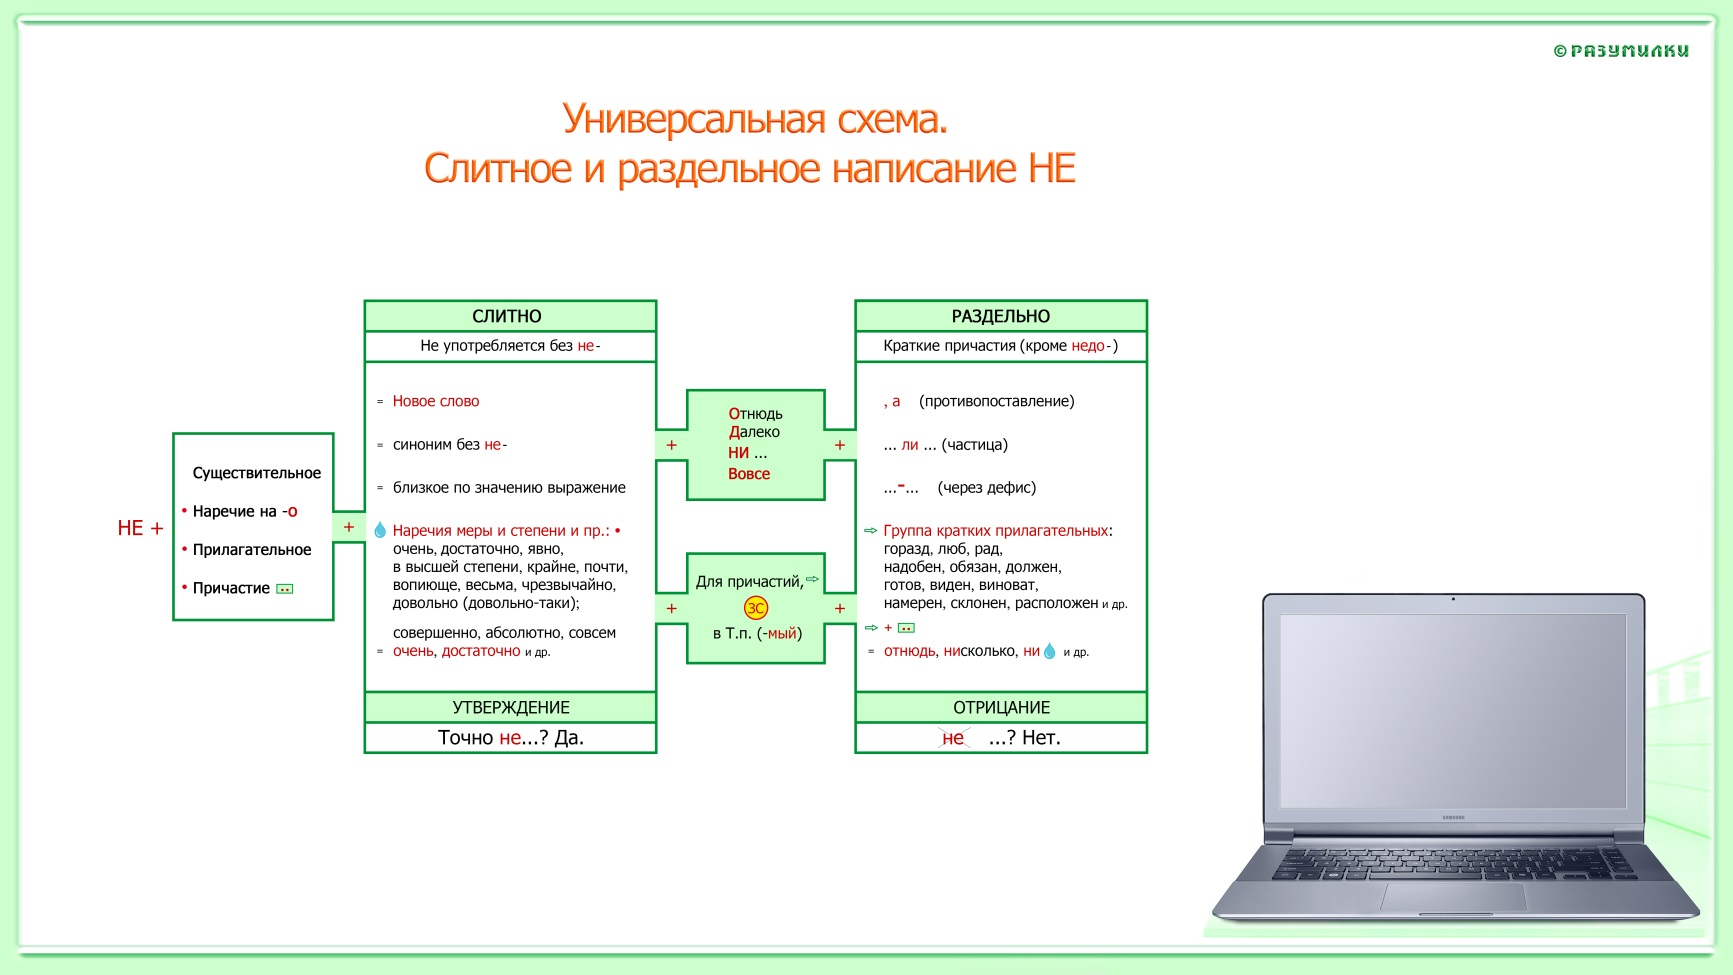 © РАЗУМИЛКИ
Универсальная схема.
Слитное и раздельное написание НЕ
НЕ +
Существительное
• Наречие на -о
• Прилагательное
• Причастие
+
СЛИТНО
Не употребляется без не-
= Новое слово
= синоним без не-
= близкое по значению выражение
Наречия меры и степени и пр.: •
очень, достаточно, явно,
в высшей степени, крайне, почти,
вопиюще, весьма, чрезвычайно,
довольно (довольно-таки);
совершенно, абсолютно, совсем
= очень, достаточно и др.
УТВЕРЖДЕНИЕ
Точно не...? Да.
+
Отнюдь
Далеко
НИ ...
Вовсе
+
+
Для причастий, ⇨
ЗС
в Т.п. (-мый)
+
РАЗДЕЛЬНО
Краткие причастия (кроме недо-)
, а (противопоставление)
... ли ... (частица)
...-... (через дефис)
⇨ Группа кратких прилагательных:
горазд, люб, рад,
надобен, обязан, должен,
готов, виден, виноват,
намерен, склонен, расположен и др.
⇨ +
= отнюдь, нисколько, ни и др.
ОТРИЦАНИЕ
не ...? Нет.
SAMSUNG